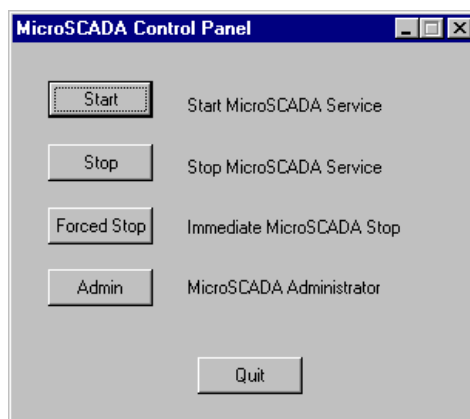 MicroSCADA Control Panel
Start Start MicroSCADA Service
Stop Stop MicroSCADA Service
Forced Stop Immediate MicroSCADA Stop
Admin MicroSCADA Administrator
Quit